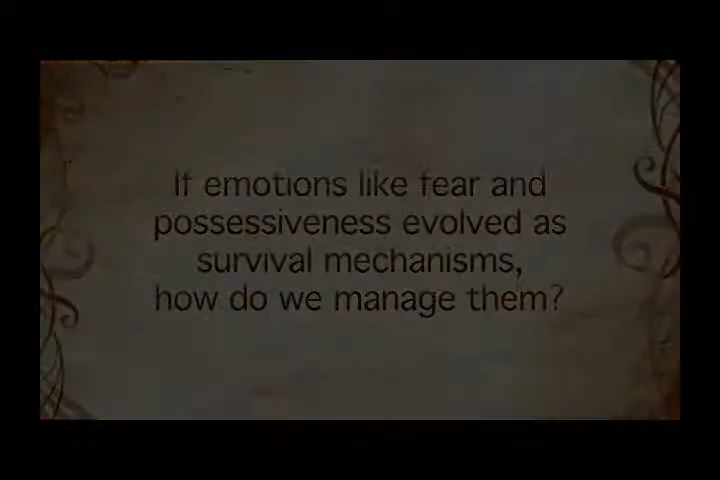 If emotions like fear and
possessiveness evolved as
survival mechanisms,
how do we manage them?